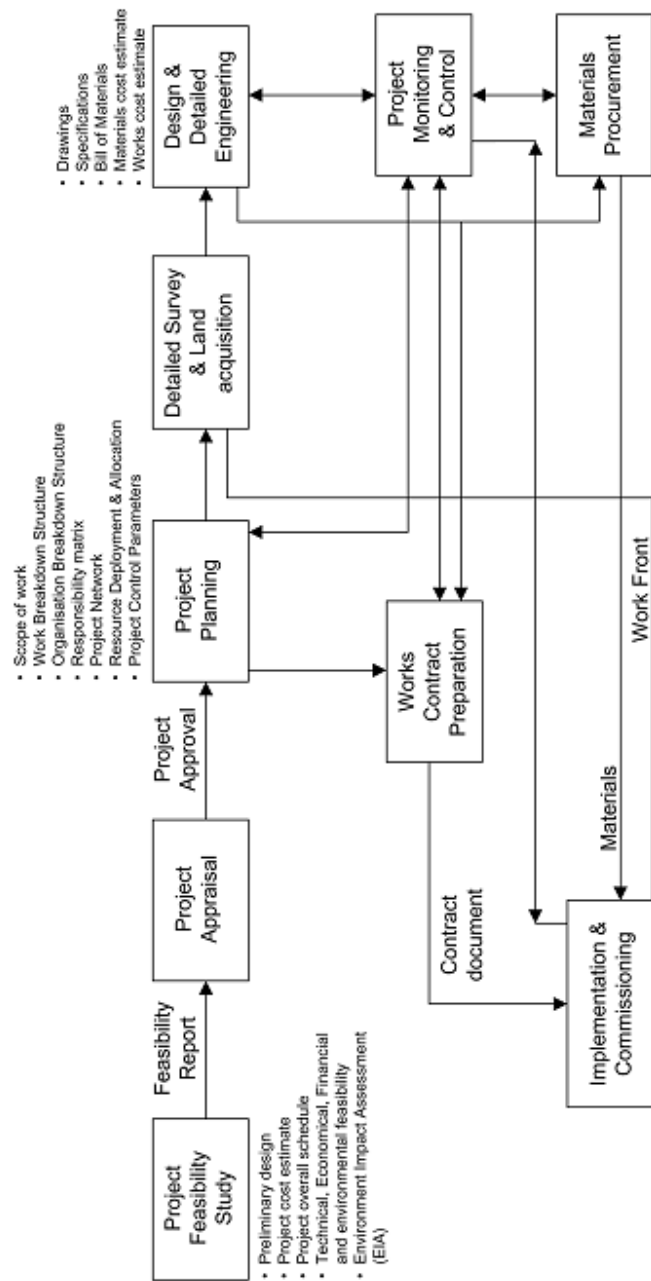 Project
Feasibility
Study
• Preliminary design
• Project cost estimate
• Project overall schedule
• Technical, Economical, Financial
and environmental feasibility
• Environment Impact Assessment
(EIA)
Feasibility
Report
Project
Appraisal
Project
Approval
• Scope of work
• Work Breakdown Structure
• Organisation Breakdown Structure
• Responsibility matrix
• Project Network
• Resource Deployment & Allocation
• Project Control Parameters
Project
Planning
Detailed Survey
& Land
acquisition
• Drawings
• Specifications
• Bill of Materials
• Materials cost estimate
• Works cost estimate
Design &
Detailed
Engineering
Works
Contract
Preparation
Project
Monitoring
& Control
Contract
document
Implementation &
Commissioning
Materials
Work Front
Materials
Procurement